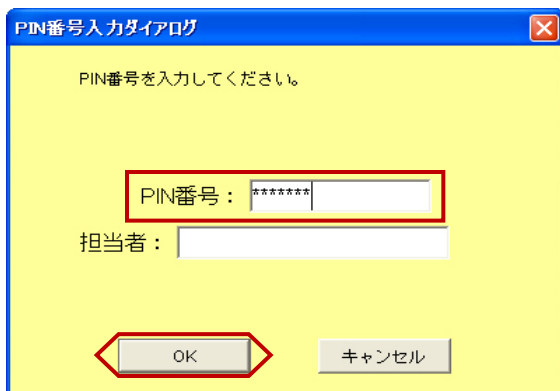 PIN番号入力ダイアログ
PIN番号を入力してください。
PIN番号： *******
担当者：
OK キャンセル